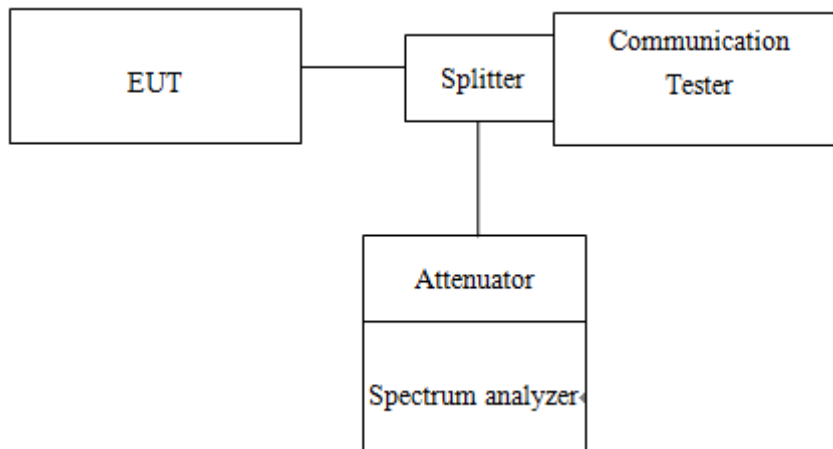 EUT
Splitter
Communication
Tester
Attenuator
Spectrum analyzer